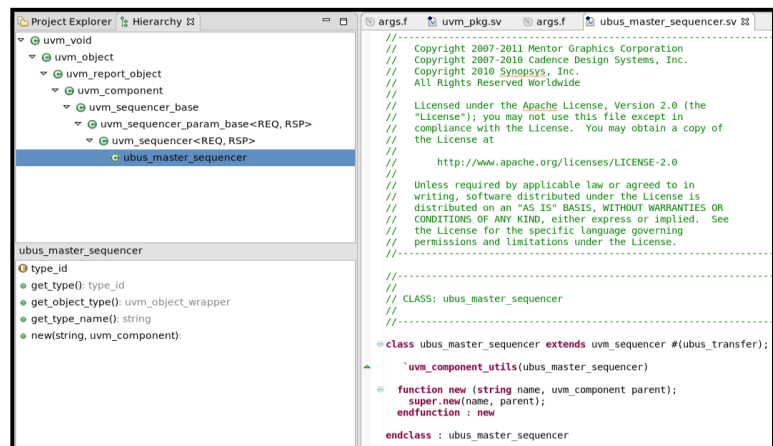 Project Explorer
Hierarchy
uvm_void
uvm_object
uvm_report_object
uvm_component
uvm_sequencer_base
uvm_sequencer_param_base<REQ, RSP>
uvm_sequencer<REQ, RSP>
ubus_master_sequencer
ubus_master_sequencer
type_id
get_type(): type_id
get_object_type(): uvm_object_wrapper
get_type_name(): string
new(string, uvm_component):
args.f
uvm_pkg.sv
args.f
ubus_master_sequencer.sv
//----------------------------------------------------------------------
//   Copyright 2007-2011 Mentor Graphics Corporation
//   Copyright 2007-2010 Cadence Design Systems, Inc.
//   Copyright 2010 Synopsys, Inc.
//   All Rights Reserved Worldwide
//
//   Licensed under the Apache License, Version 2.0 (the
//   "License"); you may not use this file except in
//   compliance with the License.  You may obtain a copy of
//   the License at
//
//       http://www.apache.org/licenses/LICENSE-2.0
//
//   Unless required by applicable law or agreed to in
//   writing, software distributed under the License is
//   distributed on an "AS IS" BASIS, WITHOUT WARRANTIES OR
//   CONDITIONS OF ANY KIND, either express or implied.  See
//   the License for the specific language governing
//   permissions and limitations under the License.
//----------------------------------------------------------------------
//----------------------------------------------------------------------
//
// CLASS: ubus_master_sequencer
//
//----------------------------------------------------------------------
class ubus_master_sequencer extends uvm_sequencer #(ubus_transfer);
`uvm_component_utils(ubus_master_sequencer)
function new (string name, uvm_component parent);
super.new(name, parent);
endfunction : new
endclass : ubus_master_sequencer